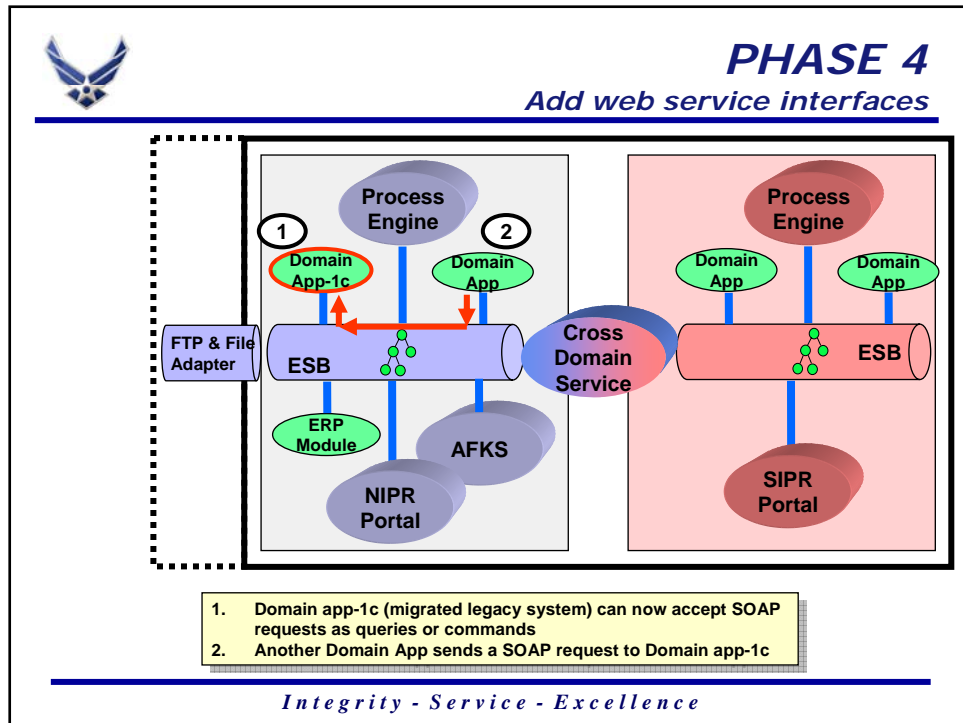 PHASE 4
Add web service interfaces
Process
Engine
1
2
Domain
App-1c
Domain
App
FTP & File
Adapter
ESB
ERP
Module
AFKS
NIPR
Portal
Cross
Domain
Service
Process
Engine
Domain
App
Domain
App
ESB
SIPR
Portal
1. Domain app-1c (migrated legacy system) can now accept SOAP
requests as queries or commands
2. Another Domain App sends a SOAP request to Domain app-1c
Integrity - Service - Excellence